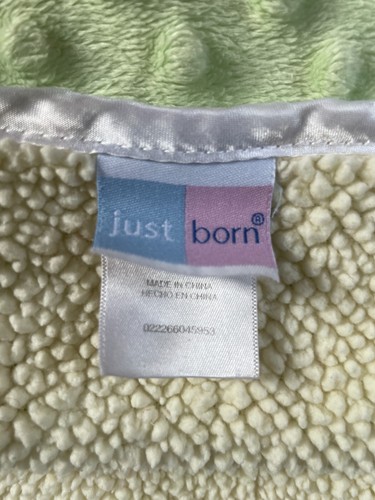 just born®
MADE IN CHINA
HECHO EN CHINA
022266045953